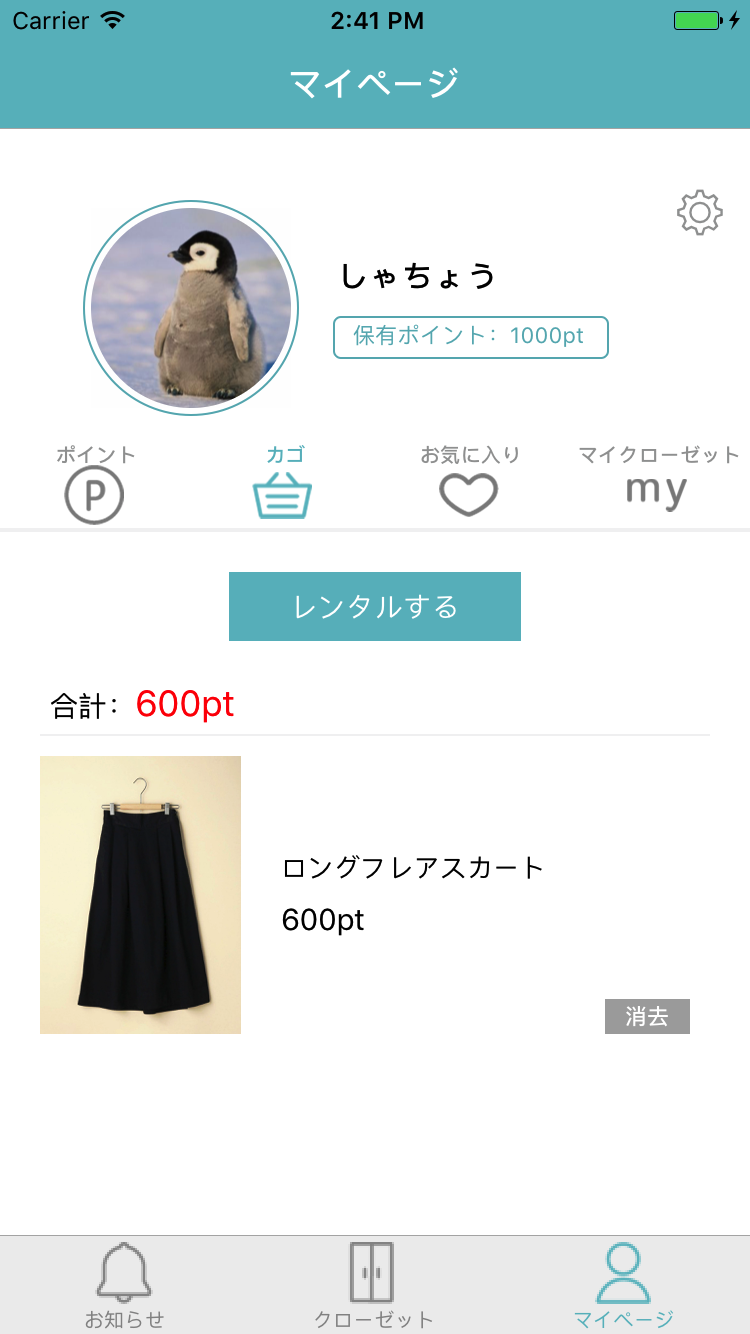 Carrier 2:41 PM
マイページ
しゃちょう
保有ポイント：1000pt
ポイント カゴ お気に入り マイクローゼット
P my
レンタルする
合計：600pt
ロングフレアスカート
600pt
消去
お知らせ クローゼット マイページ